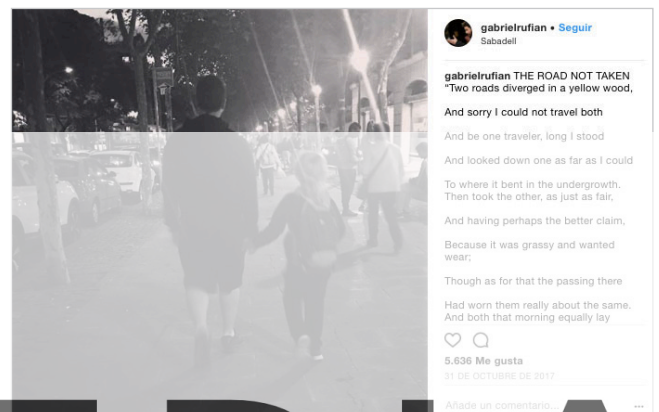 gabrielrufian • Seguir
Sabadell
gabrielrufian THE ROAD NOT TAKEN
"Two roads diverged in a yellow wood,
And sorry I could not travel both
And be one traveler, long I stood
And looked down one as far as I could
To where it bent in the undergrowth.
Then took the other, as just as fair,
And having perhaps the better claim,
Because it was grassy and wanted
wear;
Though as for that the passing there
Had worn them really about the same.
And both that morning equally lay
5.636 Me gusta
31 DE OCTUBRE DE 2017
Añade un comentario...